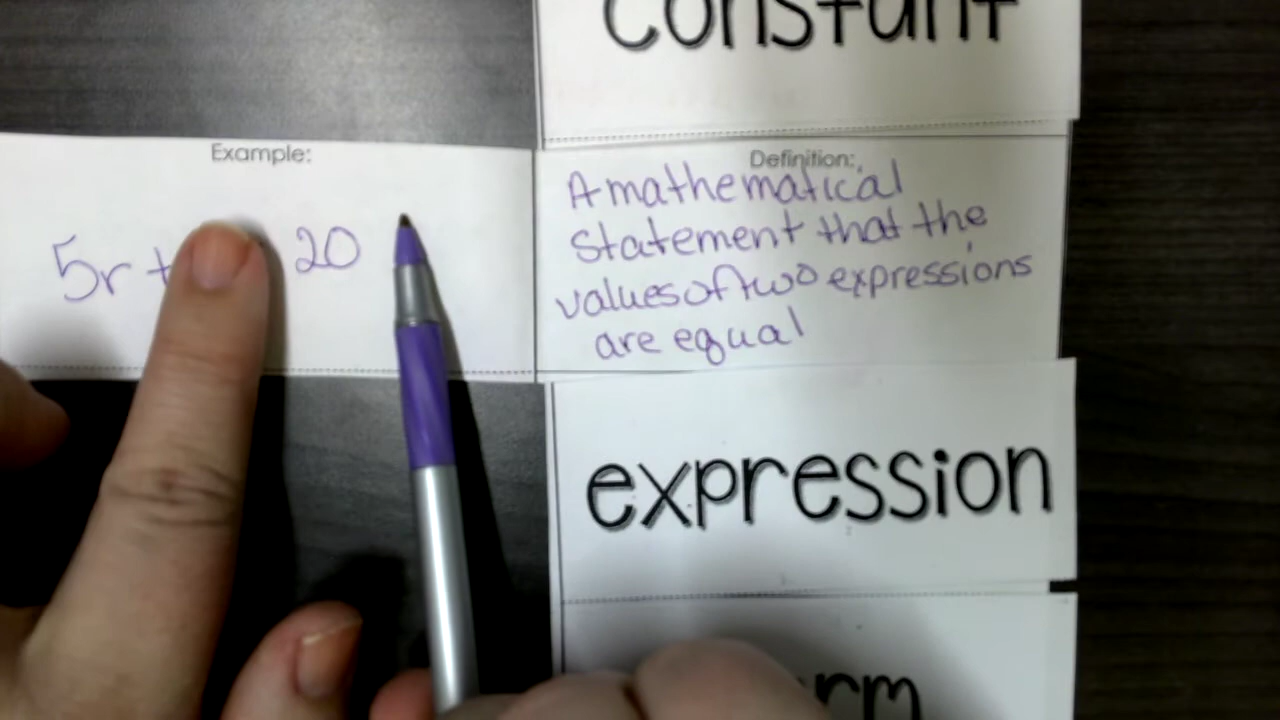 constant
Example:
5r + 20
Definition:
A mathematical
statement that the
values of two expressions
are equal
expression